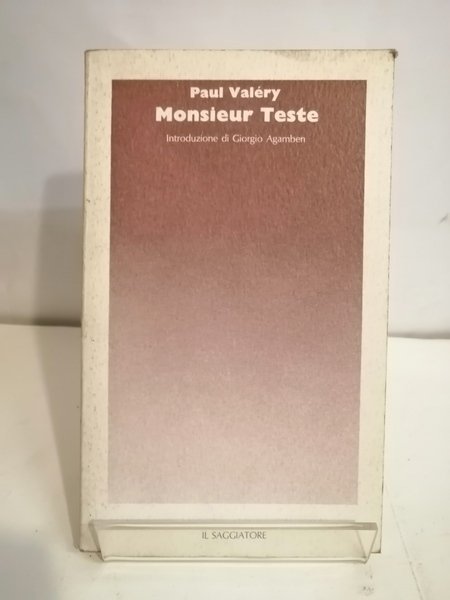 Paul Valéry
Monsieur Teste
Introduzione di Giorgio Agamben
IL SAGGIATORE